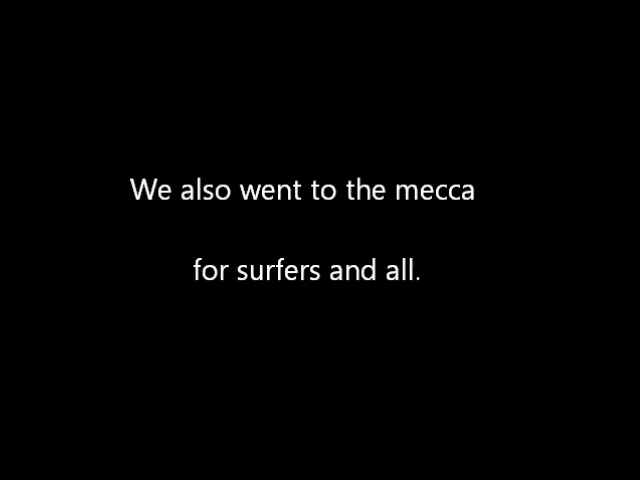 We also went to the mecca
for surfers and all.